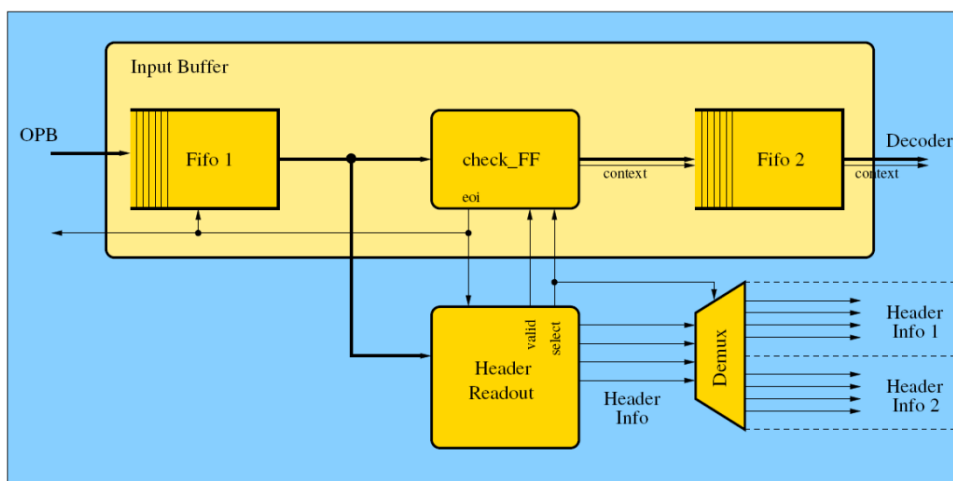 Input Buffer
OPB
Fifo 1
check_FF
Fifo 2
Decoder
context
context
eoi
valid
select
Header
Readout
Header
Info
Demux
Header
Info 1
Header
Info 2